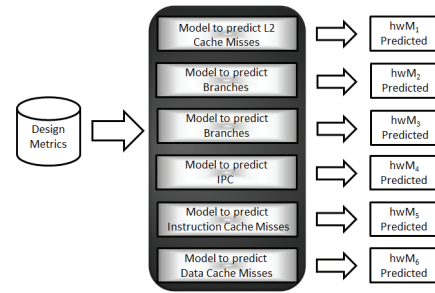 Model to predict L2
Cache Misses
hwM₁
Predicted
Model to predict
Branches
hwM₂
Predicted
Model to predict
Branches
hwM₃
Predicted
Design
Metrics
Model to predict
IPC
hwM₄
Predicted
Model to predict
Instruction Cache Misses
hwM₅
Predicted
Model to predict
Data Cache Misses
hwM₆
Predicted